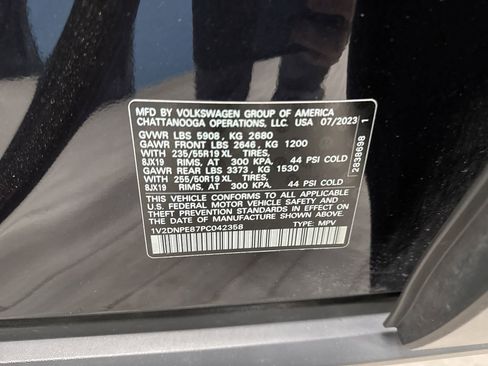 MFD BY VOLKSWAGEN GROUP OF AMERICA
CHATTANOOGA OPERATIONS, LLC. USA 07/2023
GVWR LBS 5908, KG 2680
GAWR FRONT LBS 2646, KG 1200
WITH 235/55R19 XL TIRES,
8JX19 RIMS, AT 300 KPA, 44 PSI COLD
GAWR REAR LBS 3373, KG 1530
WITH 255/50R19 XL TIRES,
8JX19 RIMS, AT 300 KPA, 44 PSI COLD
THIS VEHICLE CONFORMS TO ALL APPLICABLE
U.S. FEDERAL MOTOR VEHICLE SAFETY AND
THEFT PREVENTION STANDARDS IN EFFECT ON
THE DATE OF MANUFACTURE SHOWN ABOVE.
1V2DNPE87PC042358 TYPE: MPV
2838698 1